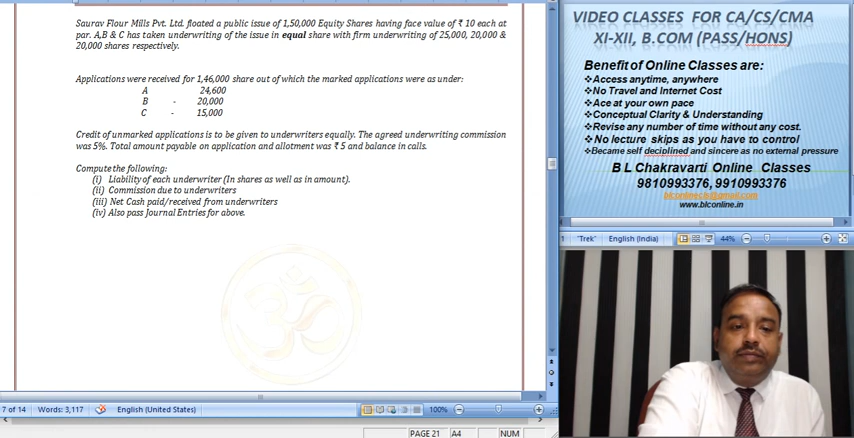 Saurav Flour Mills Pvt. Ltd. floated a public issue of 1,50,000 Equity Shares having face value of ₹ 10 each at
par. A,B & C has taken underwriting of the issue in equal share with firm underwriting of 25,000, 20,000 &
20,000 shares respectively.
Applications were received for 1,46,000 share out of which the marked applications were as under:
A 24,600
B - 20,000
C - 15,000
Credit of unmarked applications is to be given to underwriters equally. The agreed underwriting commission
was 5%. Total amount payable on application and allotment was ₹ 5 and balance in calls.
Compute the following:
(i) Liability of each underwriter (In shares as well as in amount).
(ii) Commission due to underwriters
(iii) Net Cash paid/received from underwriters
(iv) Also pass Journal Entries for above.
7 of 14 Words: 3,117 English (United States) 100%
PAGE 21 A4 NUM
VIDEO CLASSES FOR CA/CS/CMA
XI-XII, B.COM (PASS/HONS)
Benefit of Online Classes are:
❖Access anytime, anywhere
❖No Travel and Internet Cost
❖Ace at your own pace
❖Conceptual Clarity & Understanding
❖Revise any number of time without any cost.
❖No lecture skips as you have to control
❖Became self deciplined and sincere as no external pressure
B L Chakravarti Online Classes
9810993376, 9910993376
www.blconline.in
1 "Trek" English (India) 44%